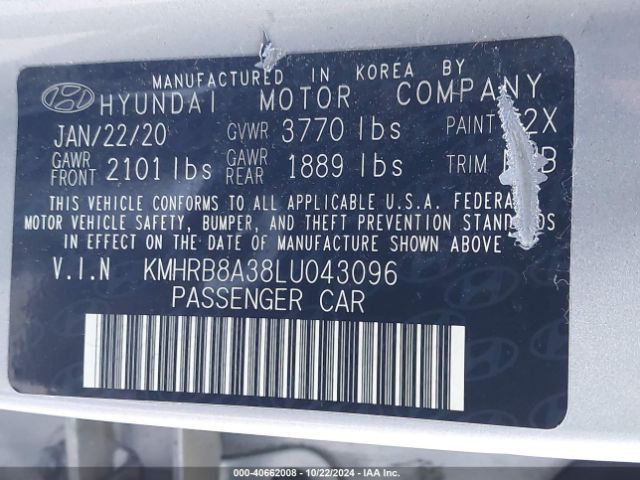 MANUFACTURED IN KOREA BY
HYUNDAI MOTOR COMPANY
JAN/22/20 GVWR 3770 lbs PAINT 2X
GAWR FRONT 2101 lbs GAWR REAR 1889 lbs TRIM B
THIS VEHICLE CONFORMS TO ALL APPLICABLE U.S.A. FEDERA
MOTOR VEHICLE SAFETY, BUMPER, AND THEFT PREVENTION STAND
IN EFFECT ON THE DATE OF MANUFACTURE SHOWN ABOVE.
V.I.N KMHRB8A38LU043096
PASSENGER CAR
000-40662008 - 10/22/2024 - IAA Inc.